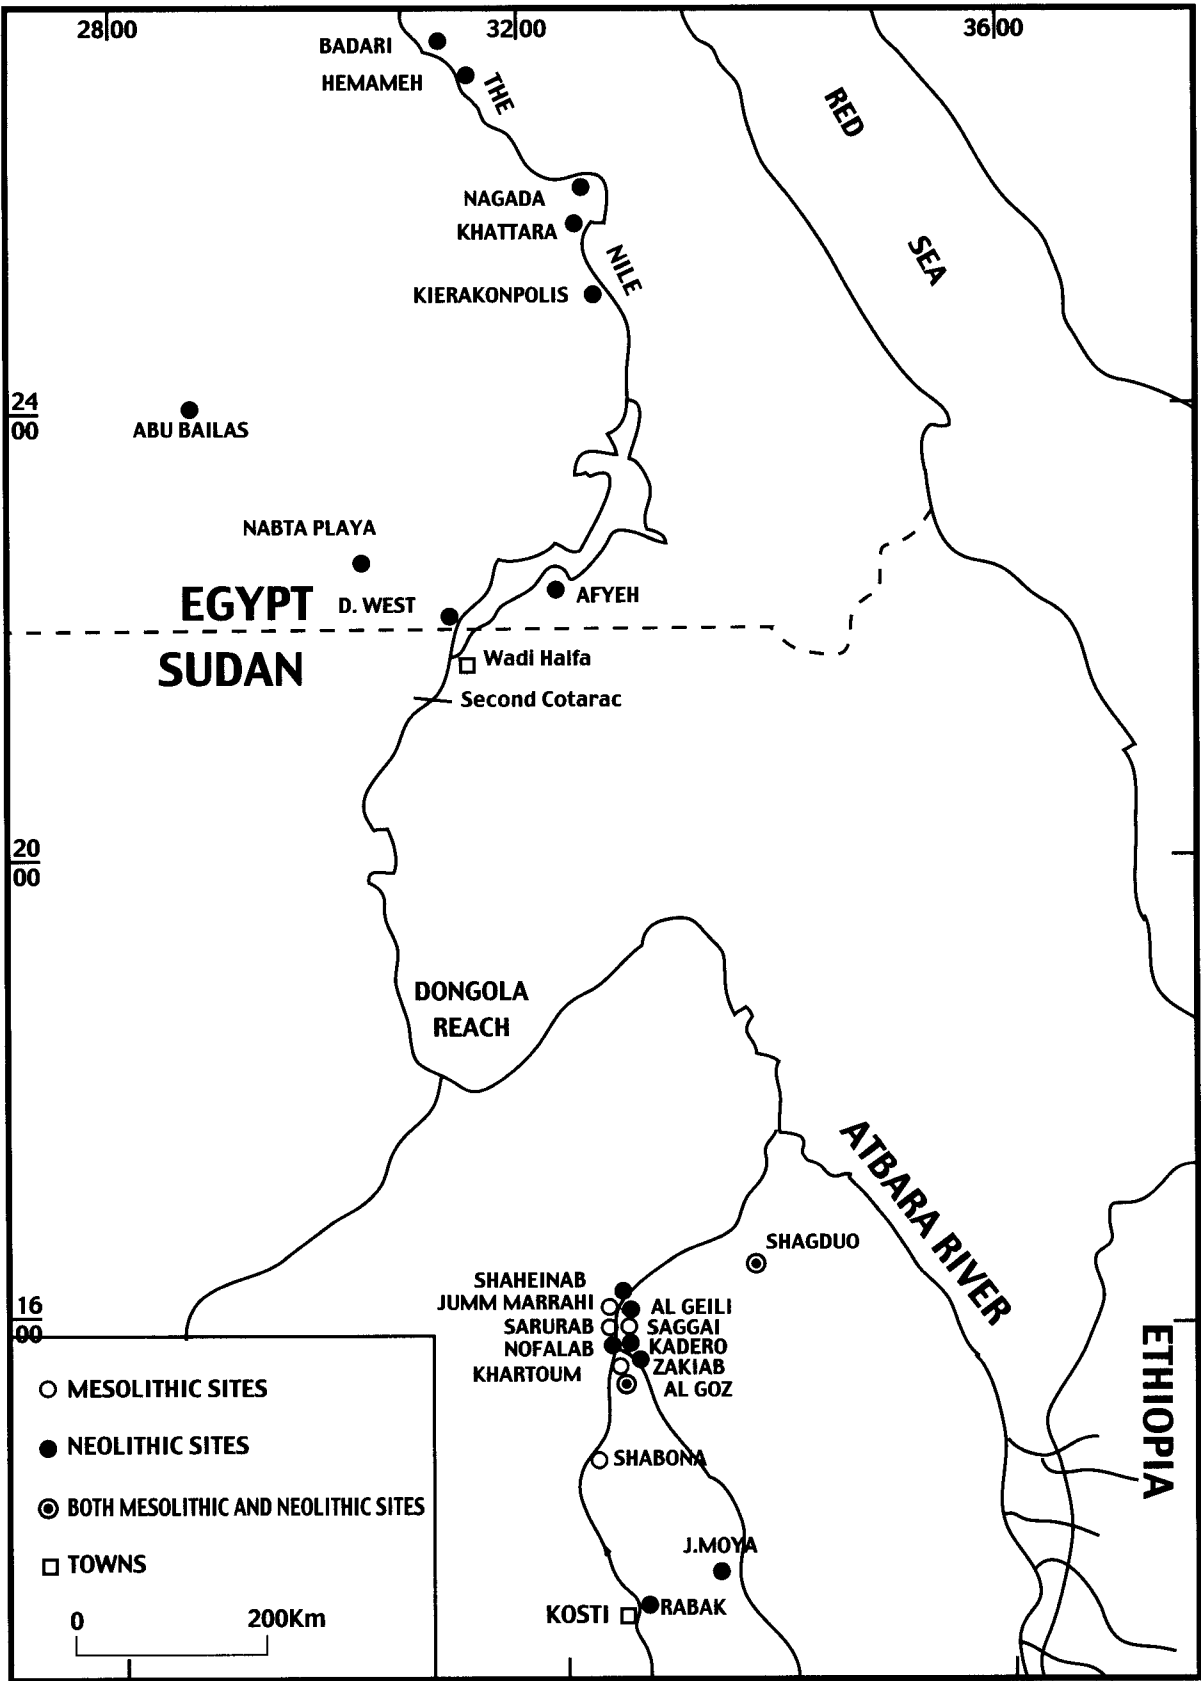 28|00
32|00
36|00
BADARI
HEMAMEH
THE
RED
NAGADA
KHATTARA
NILE
SEA
KIERAKONPOLIS
24
00
ABU BAILAS
NABTA PLAYA
EGYPT
D. WEST
AFYEH
SUDAN
Wadi Halfa
Second Cotarac
20
00
DONGOLA
REACH
ATBARA RIVER
SHAGDUO
SHAHEINAB
JUMM MARRAHI
AL GEILI
16
00
SARURAB
SAGGAI
NOFALAB
KADERO
KHARTOUM
ZAKIAB
AL GOZ
ETHIOPIA
MESOLITHIC SITES
NEOLITHIC SITES
SHABONA
BOTH MESOLITHIC AND NEOLITHIC SITES
J.MOYA
TOWNS
KOSTI
RABAK
0
200Km